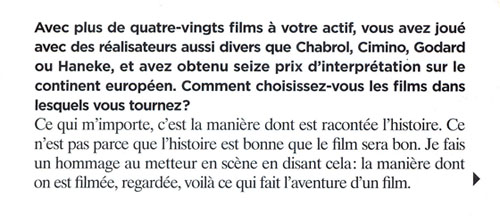 Avec plus de quatre-vingts films à votre actif, vous avez joué
avec des réalisateurs aussi divers que Chabrol, Cimino, Godard
ou Haneke, et avez obtenu seize prix d'interprétation sur le
continent européen. Comment choisissez-vous les films dans
lesquels vous tournez?
Ce qui m'importe, c'est la manière dont est racontée l'histoire. Ce
n'est pas parce que l'histoire est bonne que le film sera bon. Je fais
un hommage au metteur en scène en disant cela: la manière dont
on est filmée, regardée, voilà ce qui fait l'aventure d'un film.